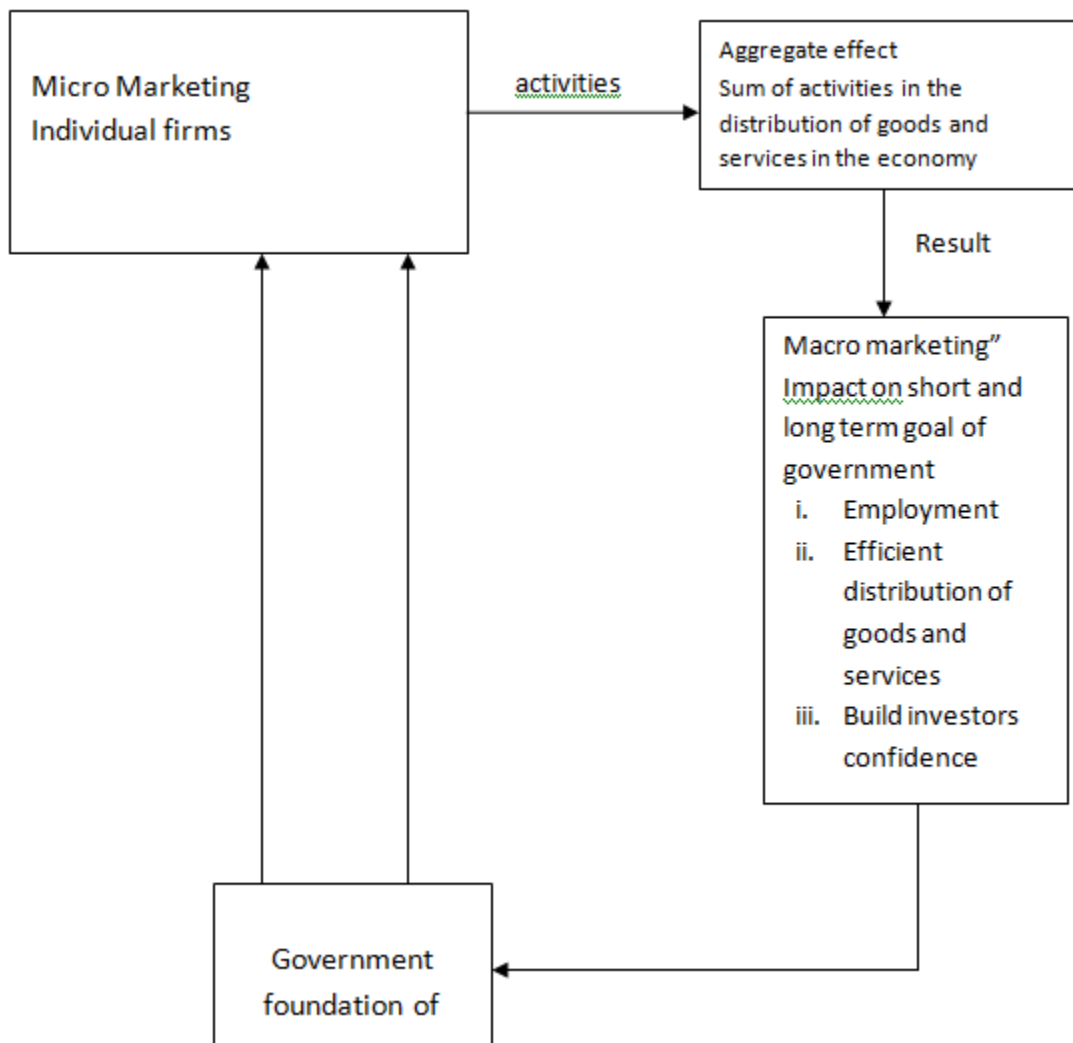 Micro Marketing
Individual firms
activities
Aggregate effect
Sum of activities in the
distribution of goods and
services in the economy
Result
Macro marketing”
Impact on short and
long term goal of
government
i. Employment
ii. Efficient
distribution of
goods and
services
iii. Build investors
confidence
Government
foundation of